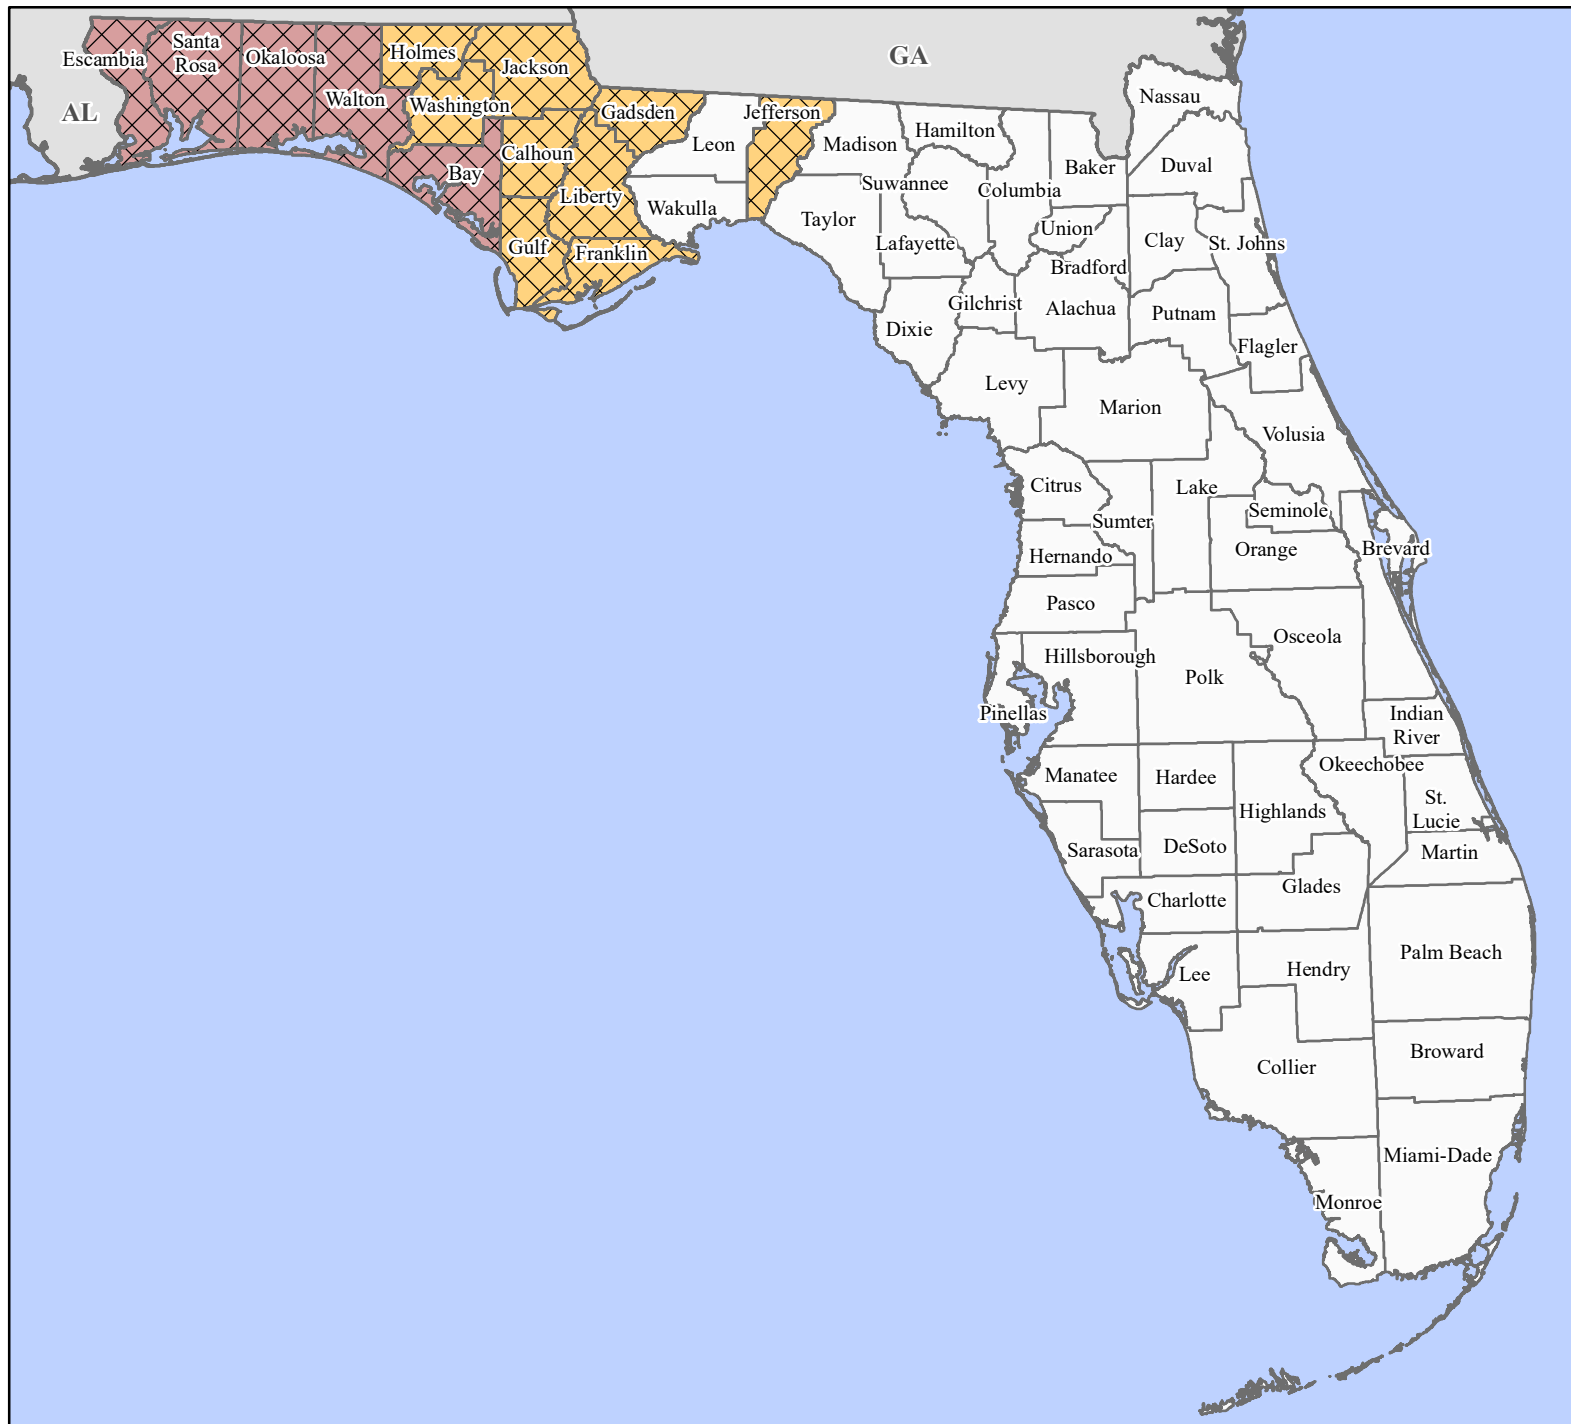 GA
AL
Escambia
Santa
Rosa
Okaloosa
Walton
Holmes
Jackson
Washington
Bay
Calhoun
Gulf
Liberty
Franklin
Gadsden
Leon
Wakulla
Jefferson
Madison
Taylor
Hamilton
Suwannee
Lafayette
Columbia
Baker
Union
Bradford
Nassau
Duval
Clay
St. Johns
Gilchrist
Alachua
Putnam
Dixie
Flagler
Levy
Marion
Volusia
Citrus
Lake
Sumter
Seminole
Hernando
Orange
Brevard
Pasco
Osceola
Hillsborough
Polk
Pinellas
Indian
River
Manatee
Hardee
Okeechobee
Highlands
St.
Lucie
Sarasota
DeSoto
Martin
Charlotte
Glades
Palm Beach
Lee
Hendry
Broward
Collier
Miami-Dade
Monroe